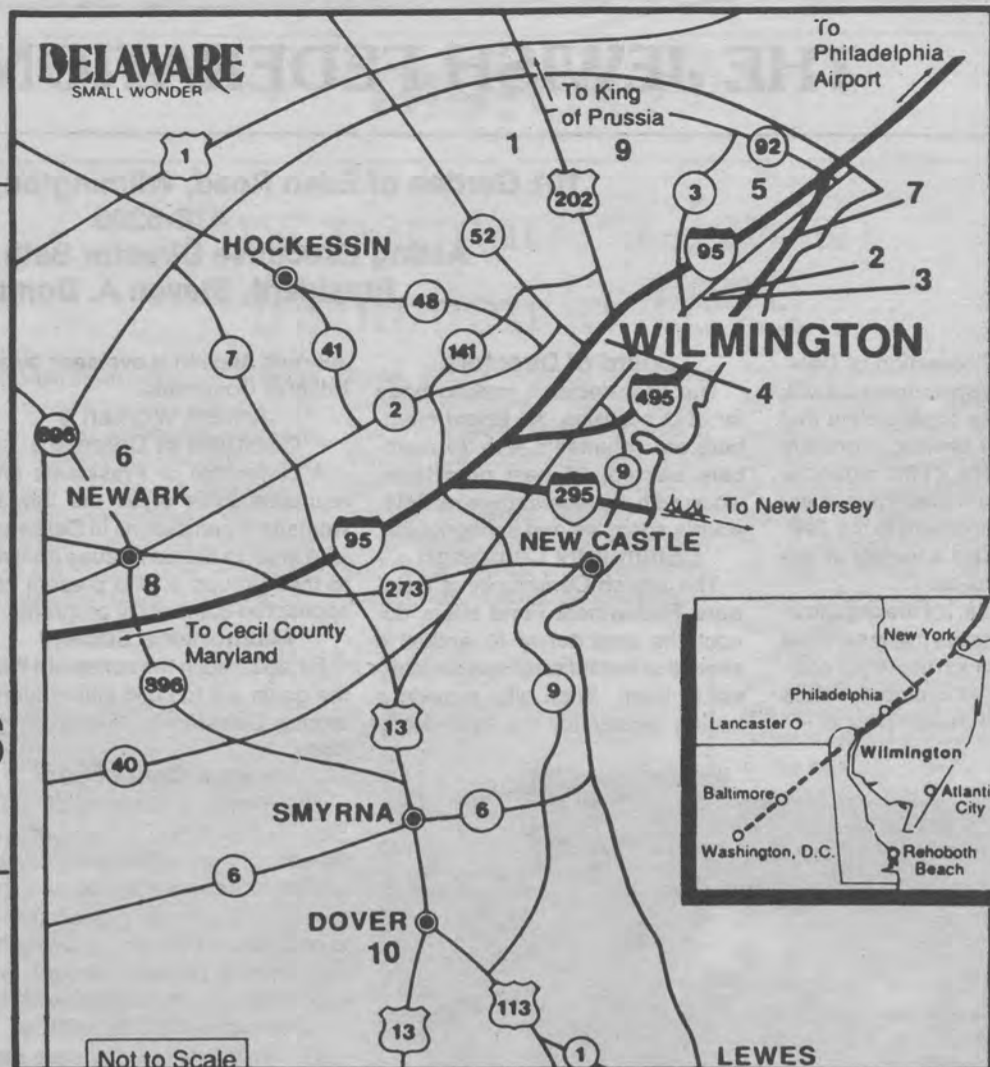 DELAWARE
SMALL WONDER
To
Philadelphia
Airport
To King
of Prussia
1
9
92
1
202
3
5
7
52
95
HOCKESSIN
2
3
48
WILMINGTON
7
41
141
4
495
2
896
6
9
NEWARK
295
To New Jersey
95
NEW CASTLE
8
273
To Cecil County
Maryland
New York
896
9
Philadelphia
13
Lancaster
Wilmington
40
Baltimore
Atlanti
City
SMYRNA
6
Washington, D.C.
Rehoboth
Beach
6
DOVER
10
113
13
Not to Scale
1
LEWES